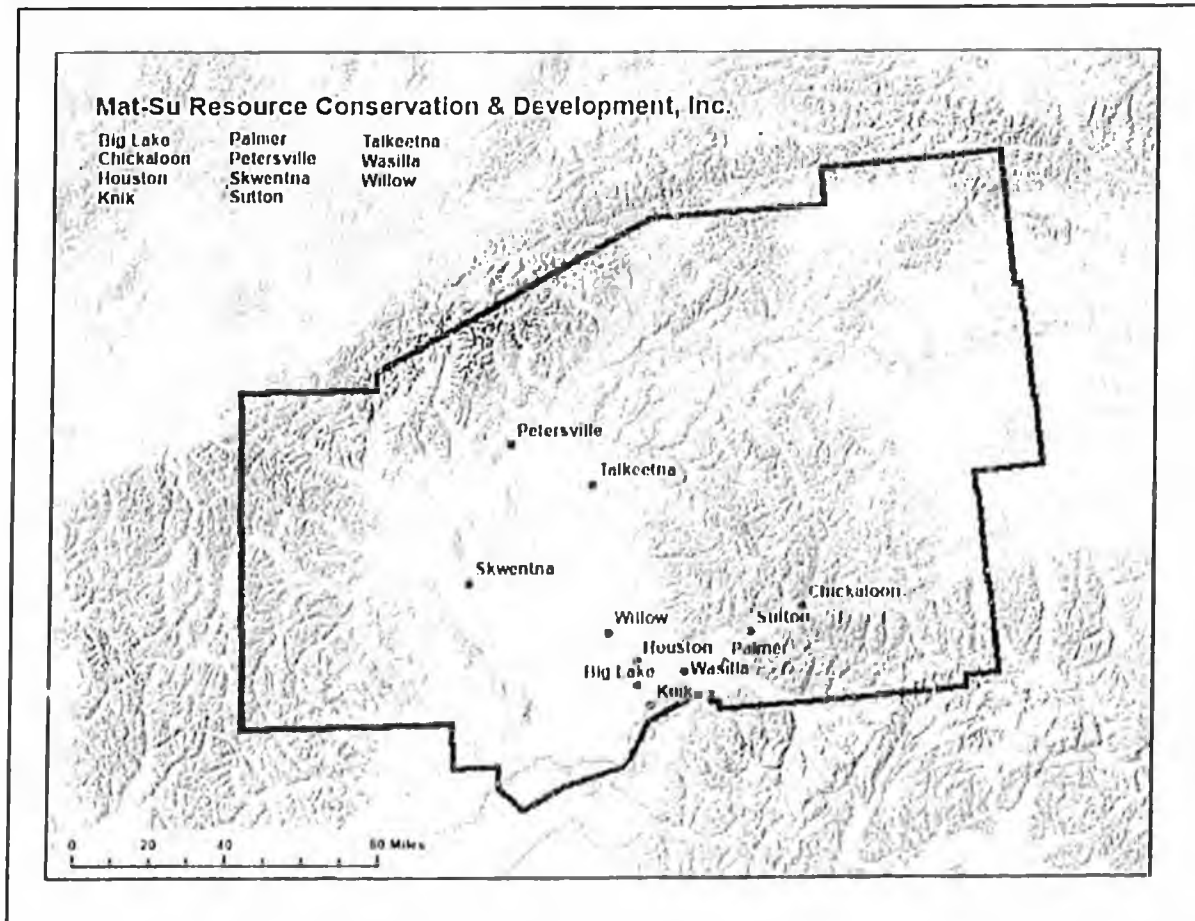 Mat-Su Resource Conservation & Development, Inc.
Big Lake Palmer Talkeetna
Chickaloon Petersville Wasilla
Houston Skwentna Willow
Knik Sutton
Petersville
Talkeetna
Skwentna
Chickaloon
Willow
Sutton
Houston
Palmer
Big Lake
Wasilla
Knik
0 20 40 80 Miles